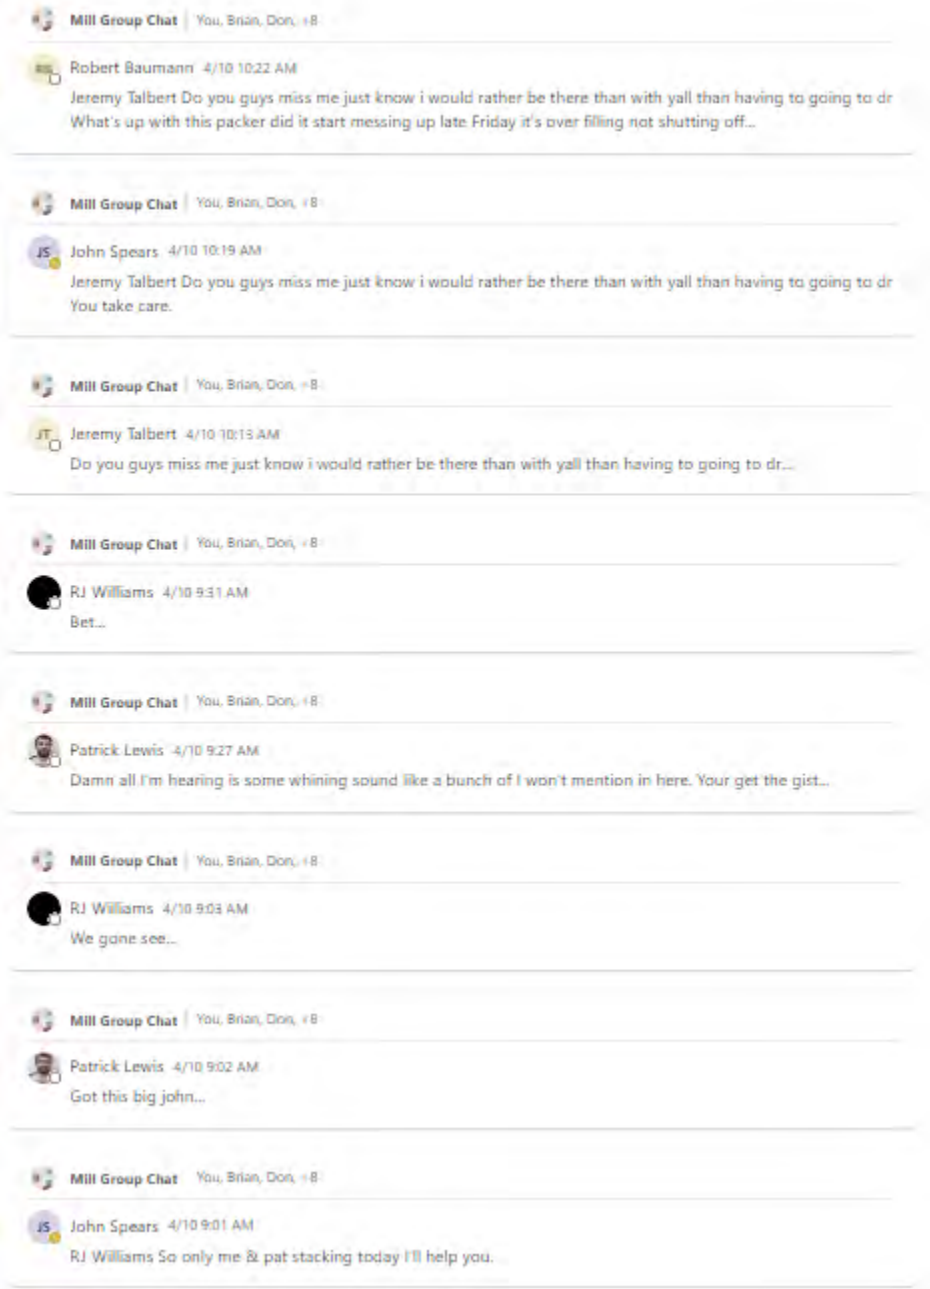 Mill Group Chat | You, Brian, Don, +8
Robert Baumann 4/10 10:22 AM
Jeremy Talbert Do you guys miss me just know i would rather be there than with yall than having to going to dr
What's up with this packer did it start messing up late Friday it's over filling not shutting off...
Mill Group Chat | You, Brian, Don, +8
JS John Spears 4/10 10:19 AM
Jeremy Talbert Do you guys miss me just know i would rather be there than with yall than having to going to dr
You take care.
Mill Group Chat | You, Brian, Don, +8
JT Jeremy Talbert 4/10 10:13 AM
Do you guys miss me just know i would rather be there than with yall than having to going to dr...
Mill Group Chat | You, Brian, Don, +8
RJ Williams 4/10 9:31 AM
Bet...
Mill Group Chat | You, Brian, Don, +8
Patrick Lewis 4/10 9:27 AM
Damn all I'm hearing is some whining sound like a bunch of I won't mention in here. Your get the gist...
Mill Group Chat | You, Brian, Don, +8
RJ Williams 4/10 9:03 AM
We gone see...
Mill Group Chat | You, Brian, Don, +8
Patrick Lewis 4/10 9:02 AM
Got this big john...
Mill Group Chat You, Brian, Don, +8
JS John Spears 4/10 9:01 AM
RJ Williams So only me & pat stacking today I'll help you.